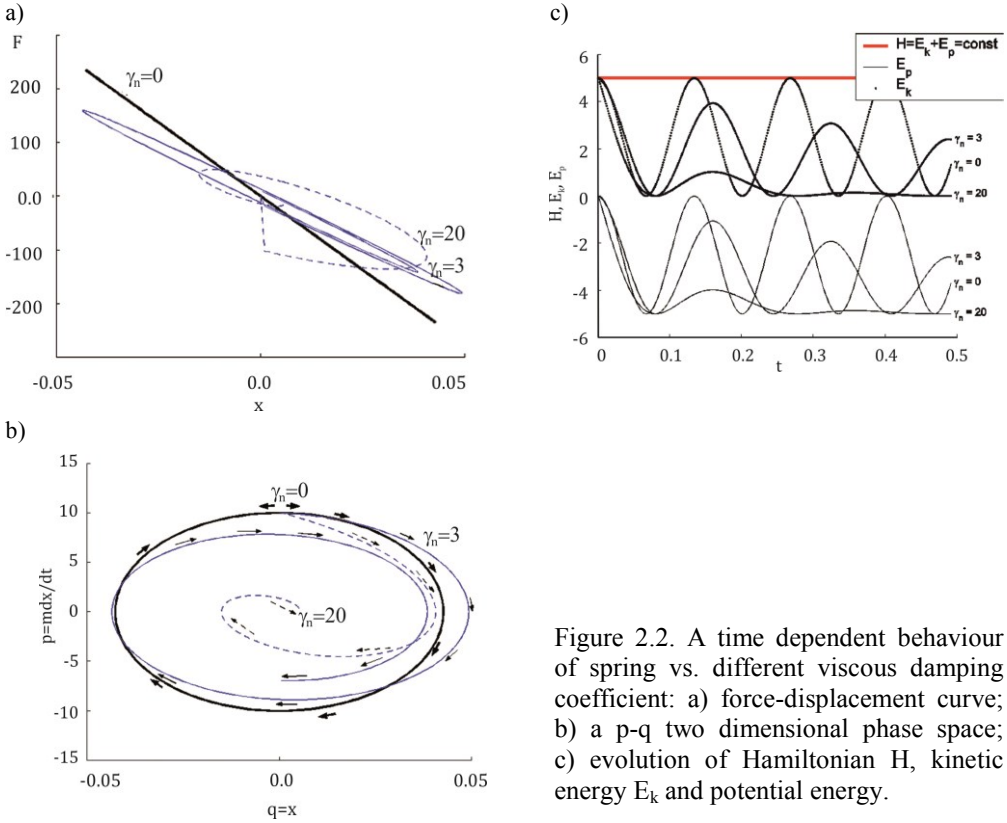 a)
F
200
100
0.0
-100
200
-200
-0.05
0.0
0.05
x
γn=0
γn=20
γn=3
c)
H=Ek+Ep=const
Ep
Ek
6
4
2
0
-2
-4
-6
H, Ek, Ep
γn = 3
γn = 0
γn = 20
γn = 3
γn = 0
γn = 20
0
0.1
0.2
0.3
0.4
0.5
t
b)
15
10
5
0
-5
-10
-15
p=mdx/dt
γn=0
γn=3
γn=20
-0.05
0.0
0.05
q=x
Figure 2.2. A time dependent behaviour
of spring vs. different viscous damping
coefficient: a) force-displacement curve;
b) a p-q two dimensional phase space;
c) evolution of Hamiltonian H, kinetic
energy Ek and potential energy.